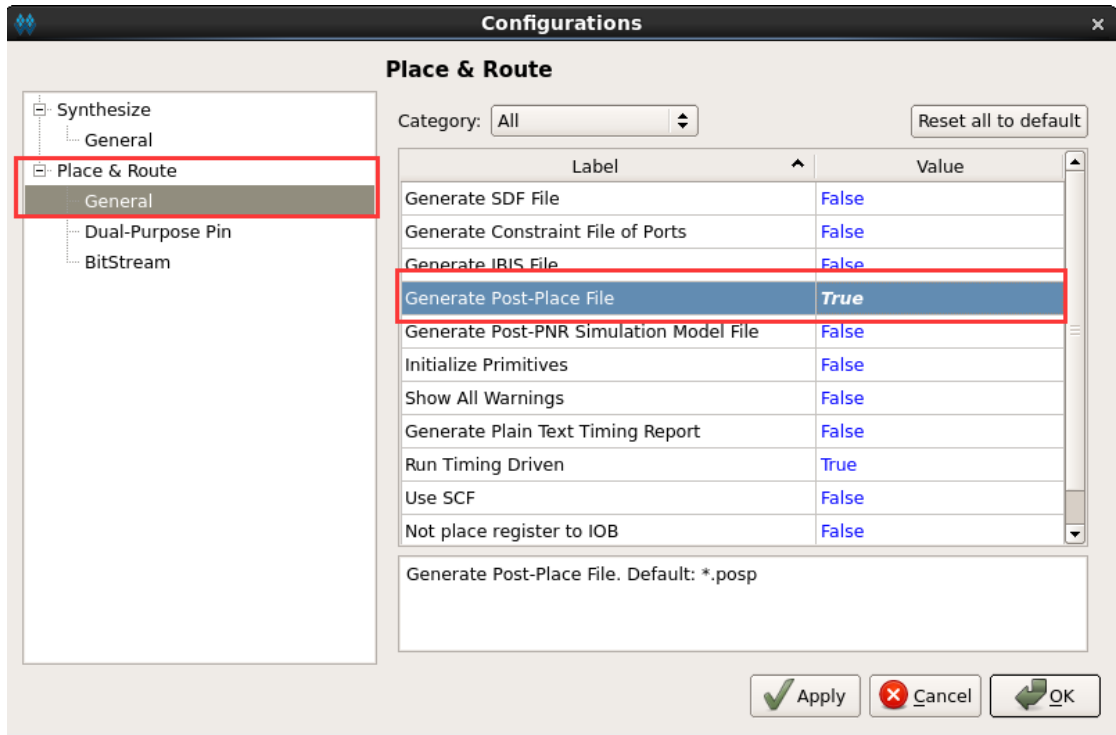 Configurations
Place & Route
Synthesize
General
Place & Route
General
Dual-Purpose Pin
BitStream
Category: All
Reset all to default
Label Value
Generate SDF File False
Generate Constraint File of Ports False
Generate IBIS File False
Generate Post-Place File True
Generate Post-PNR Simulation Model File False
Initialize Primitives False
Show All Warnings False
Generate Plain Text Timing Report False
Run Timing Driven True
Use SCF False
Not place register to IOB False
Generate Post-Place File. Default: *.posp
Apply Cancel OK